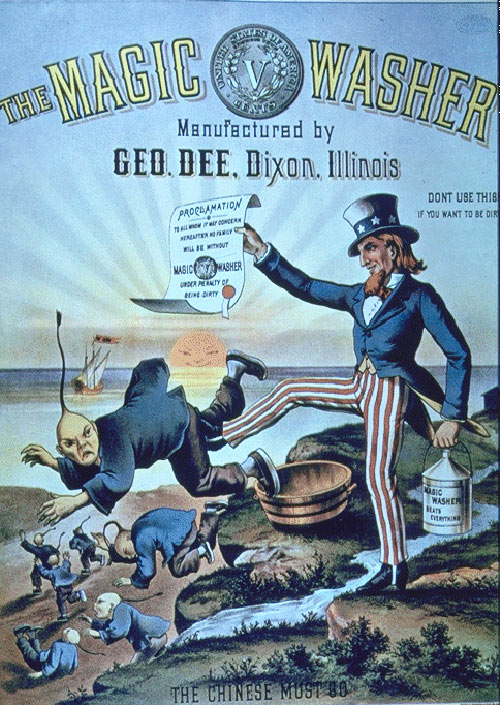 THE MAGIC WASHER
UNITED STATES OF AMERICA
V
CENTS
Manufactured by
GEO. DEE, Dixon, Illinois
DONT USE THIS
IF YOU WANT TO BE DIR
PROCLAMATION
TO ALL WHOM IT MAY CONCERN
HEREAFTER NO FAMILY
WILL BE WITHOUT
MAGIC V WASHER
UNDER PENALTY OF
BEING DIRTY
MAGIC
WASHER
BEATS
EVERYTHING
THE CHINESE MUST GO